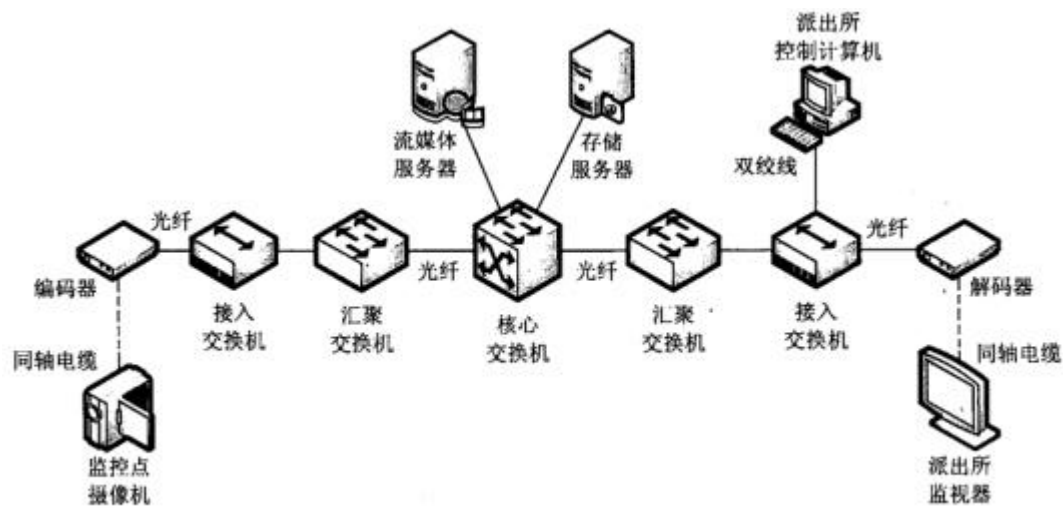 派出所
控制计算机
流媒体
服务器
存储
服务器
双绞线
光纤
光纤
编码器
光纤
光纤
解码器
接入
交换机
汇聚
交换机
核心
交换机
汇聚
交换机
接入
交换机
同轴电缆
同轴电缆
监控点
摄像机
派出所
监视器